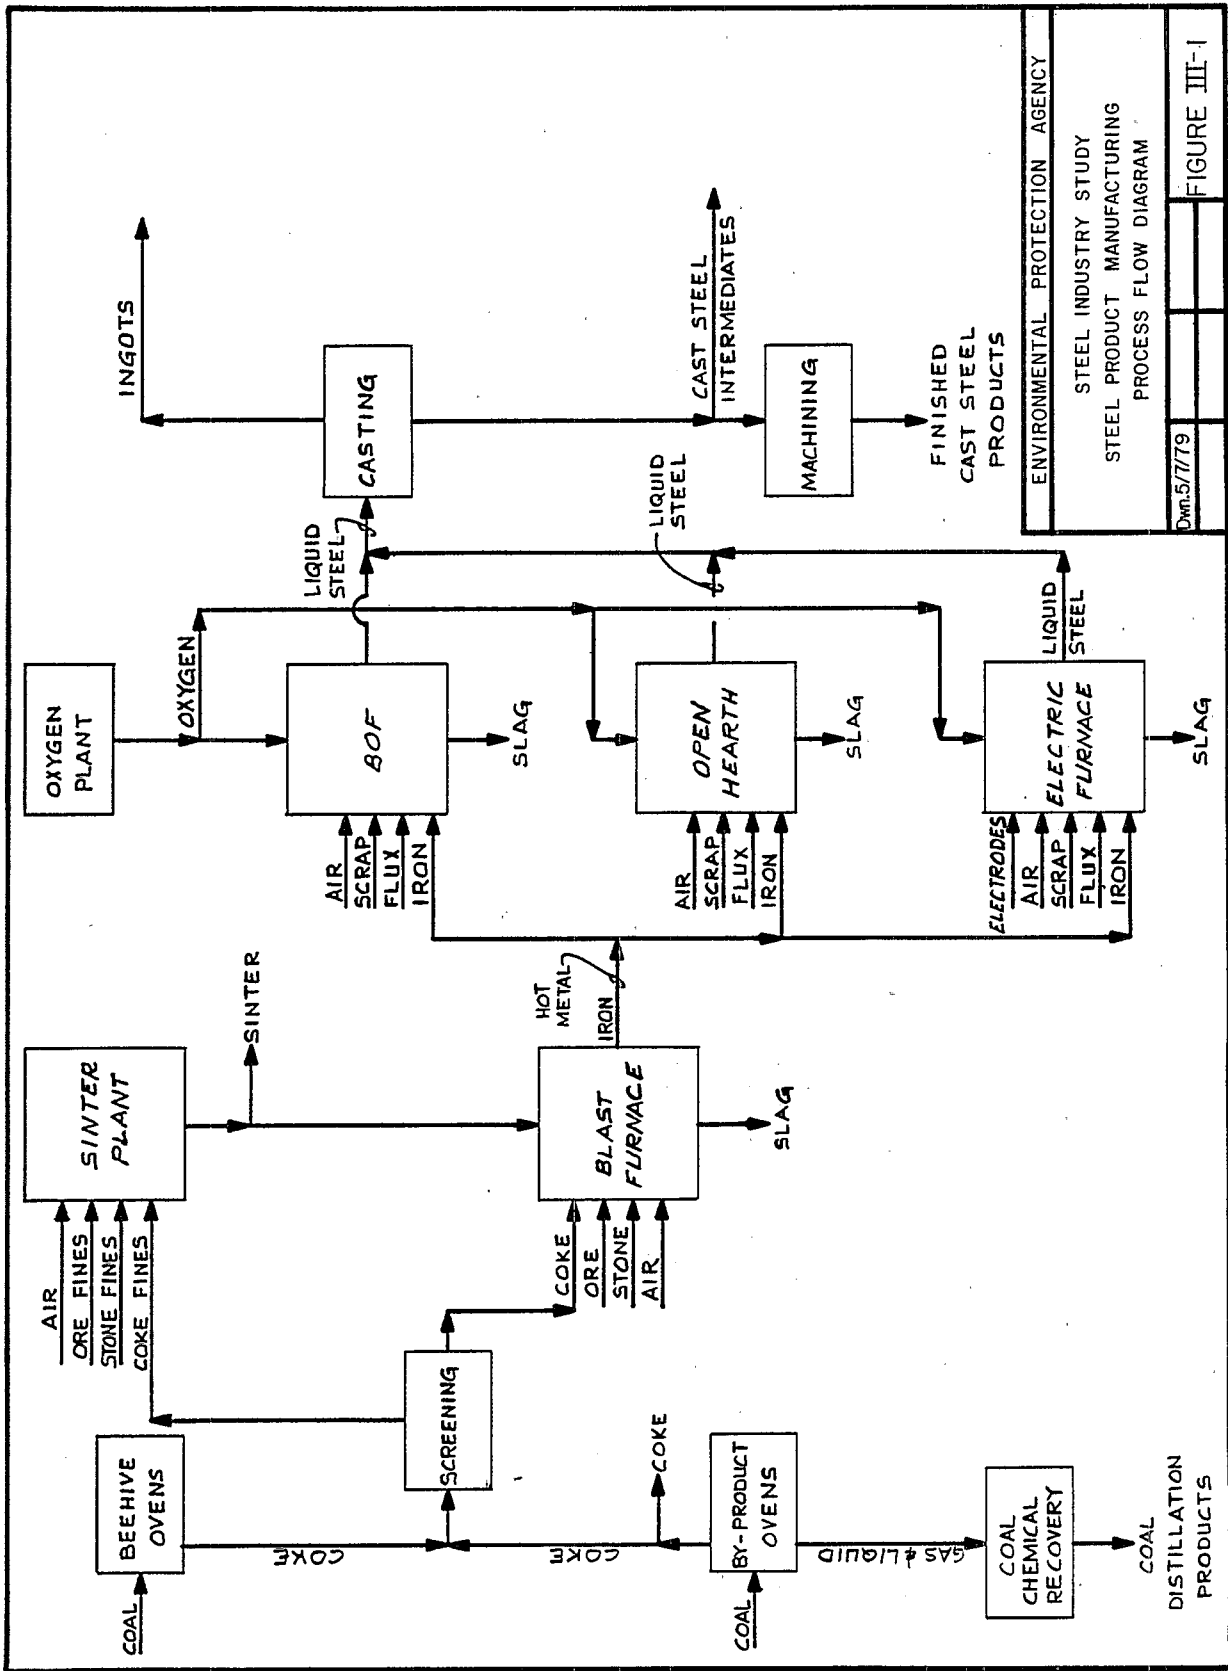 COAL
BEEHIVE
OVENS
COKE
COAL
BY-PRODUCT
OVENS
COKE
COKE
GAS & LIQUID
COAL
CHEMICAL
RECOVERY
COAL
DISTILLATION
PRODUCTS
SCREENING
AIR
ORE FINES
STONE FINES
COKE FINES
SINTER
PLANT
SINTER
COKE
ORE
STONE
AIR
BLAST
FURNACE
SLAG
HOT
METAL
IRON
OXYGEN
PLANT
OXYGEN
AIR
SCRAP
FLUX
IRON
BOF
SLAG
LIQUID
STEEL
AIR
SCRAP
FLUX
IRON
OPEN
HEARTH
SLAG
LIQUID
STEEL
ELECTRODES
AIR
SCRAP
FLUX
IRON
ELECTRIC
FURNACE
SLAG
LIQUID
STEEL
CASTING
INGOTS
CAST STEEL
INTERMEDIATES
MACHINING
FINISHED
CAST STEEL
PRODUCTS
ENVIRONMENTAL PROTECTION AGENCY
STEEL INDUSTRY STUDY
STEEL PRODUCT MANUFACTURING
PROCESS FLOW DIAGRAM
Dwn.5/7/79
FIGURE III-1